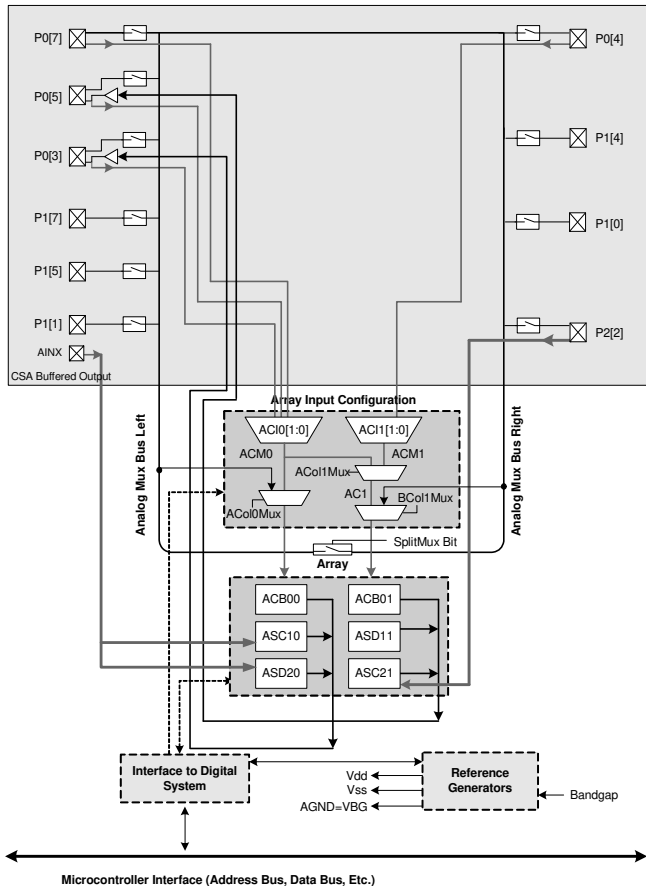 P0[7]
P0[4]
P0[5]
P1[4]
P0[3]
P1[7]
P1[0]
P1[5]
P1[1]
P2[2]
AINX
CSA Buffered Output
Array Input Configuration
ACI0[1:0]
ACI1[1:0]
ACM0
ACM1
ACol1Mux
AC1
BCol1Mux
ACol0Mux
Analog Mux Bus Left
Analog Mux Bus Right
SplitMux Bit
Array
ACB00
ACB01
ASC10
ASD11
ASD20
ASC21
Interface to Digital
System
Vdd
Vss
AGND=VBG
Reference
Generators
Bandgap
Microcontroller Interface (Address Bus, Data Bus, Etc.)